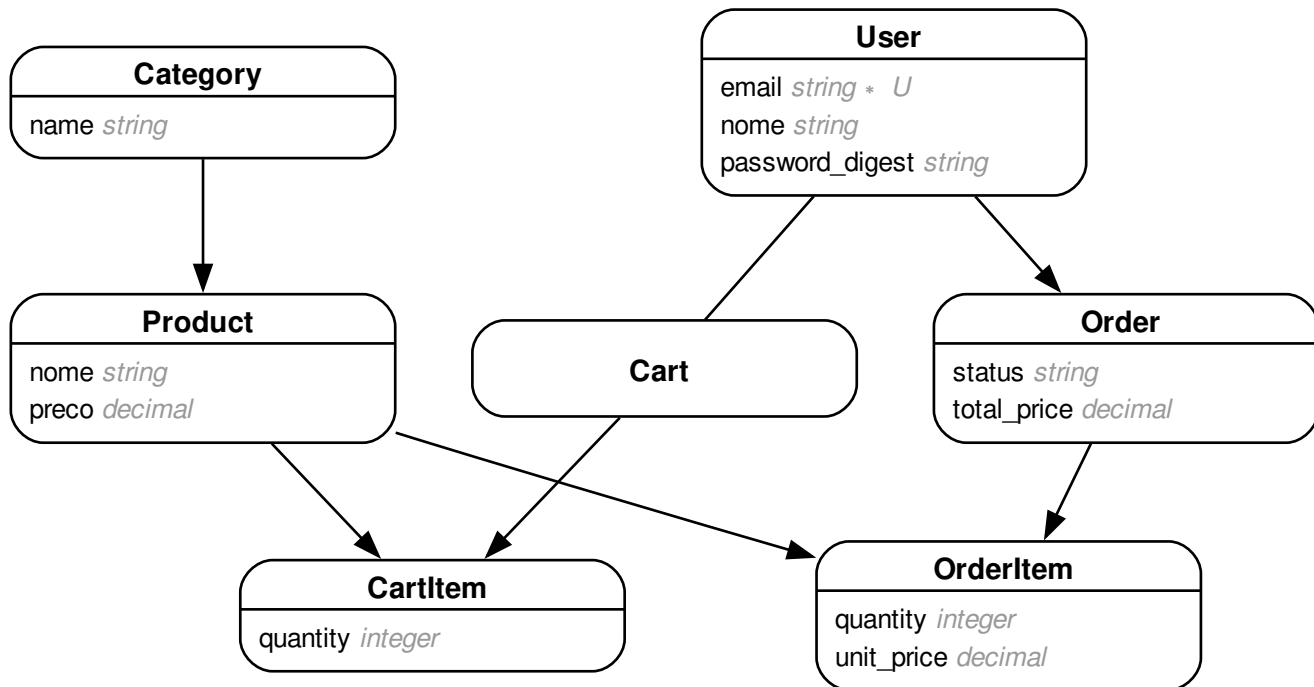 Category
name string
User
email string * U
nome string
password_digest string
Product
nome string
preco decimal
Cart
Order
status string
total_price decimal
CartItem
quantity integer
OrderItem
quantity integer
unit_price decimal